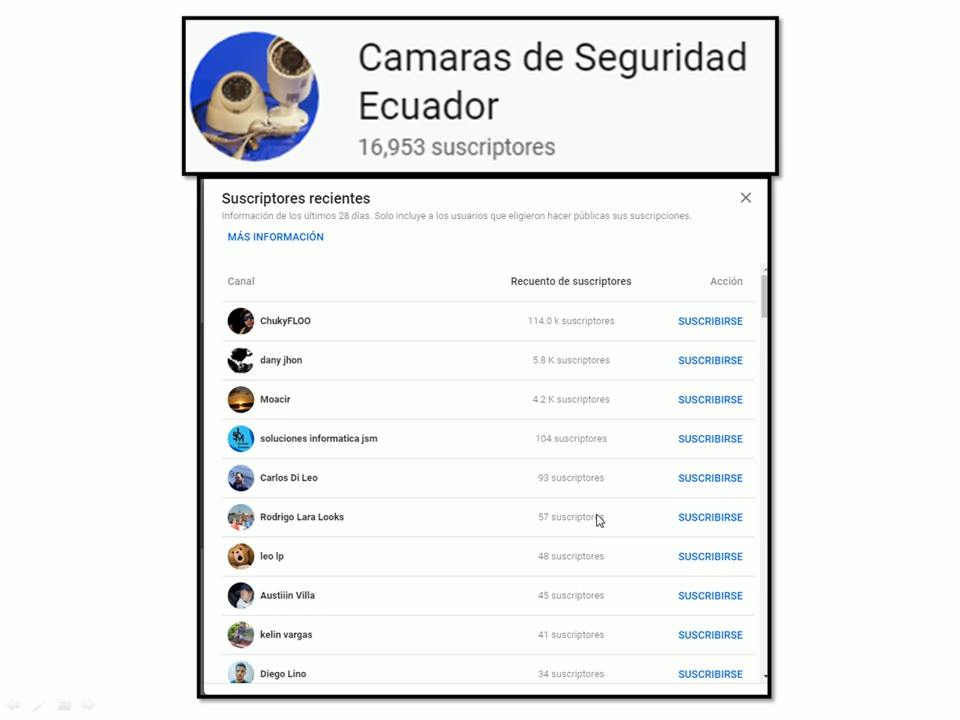 Camaras de Seguridad
Ecuador
16,953 suscriptores
Suscriptores recientes
Información de los últimos 28 días. Solo incluye a los usuarios que eligieron hacer públicas sus suscripciones.
MÁS INFORMACIÓN
Canal Recuento de suscriptores Acción
ChukyFLOO 114.0 k suscriptores SUSCRIBIRSE
dany jhon 5.8 K suscriptores SUSCRIBIRSE
Moacir 4.2 K suscriptores SUSCRIBIRSE
soluciones informatica jsm 104 suscriptores SUSCRIBIRSE
Carlos Di Leo 93 suscriptores SUSCRIBIRSE
Rodrigo Lara Looks 57 suscriptores SUSCRIBIRSE
leo lp 48 suscriptores SUSCRIBIRSE
Austiiin Villa 45 suscriptores SUSCRIBIRSE
kelin vargas 41 suscriptores SUSCRIBIRSE
Diego Lino 34 suscriptores SUSCRIBIRSE